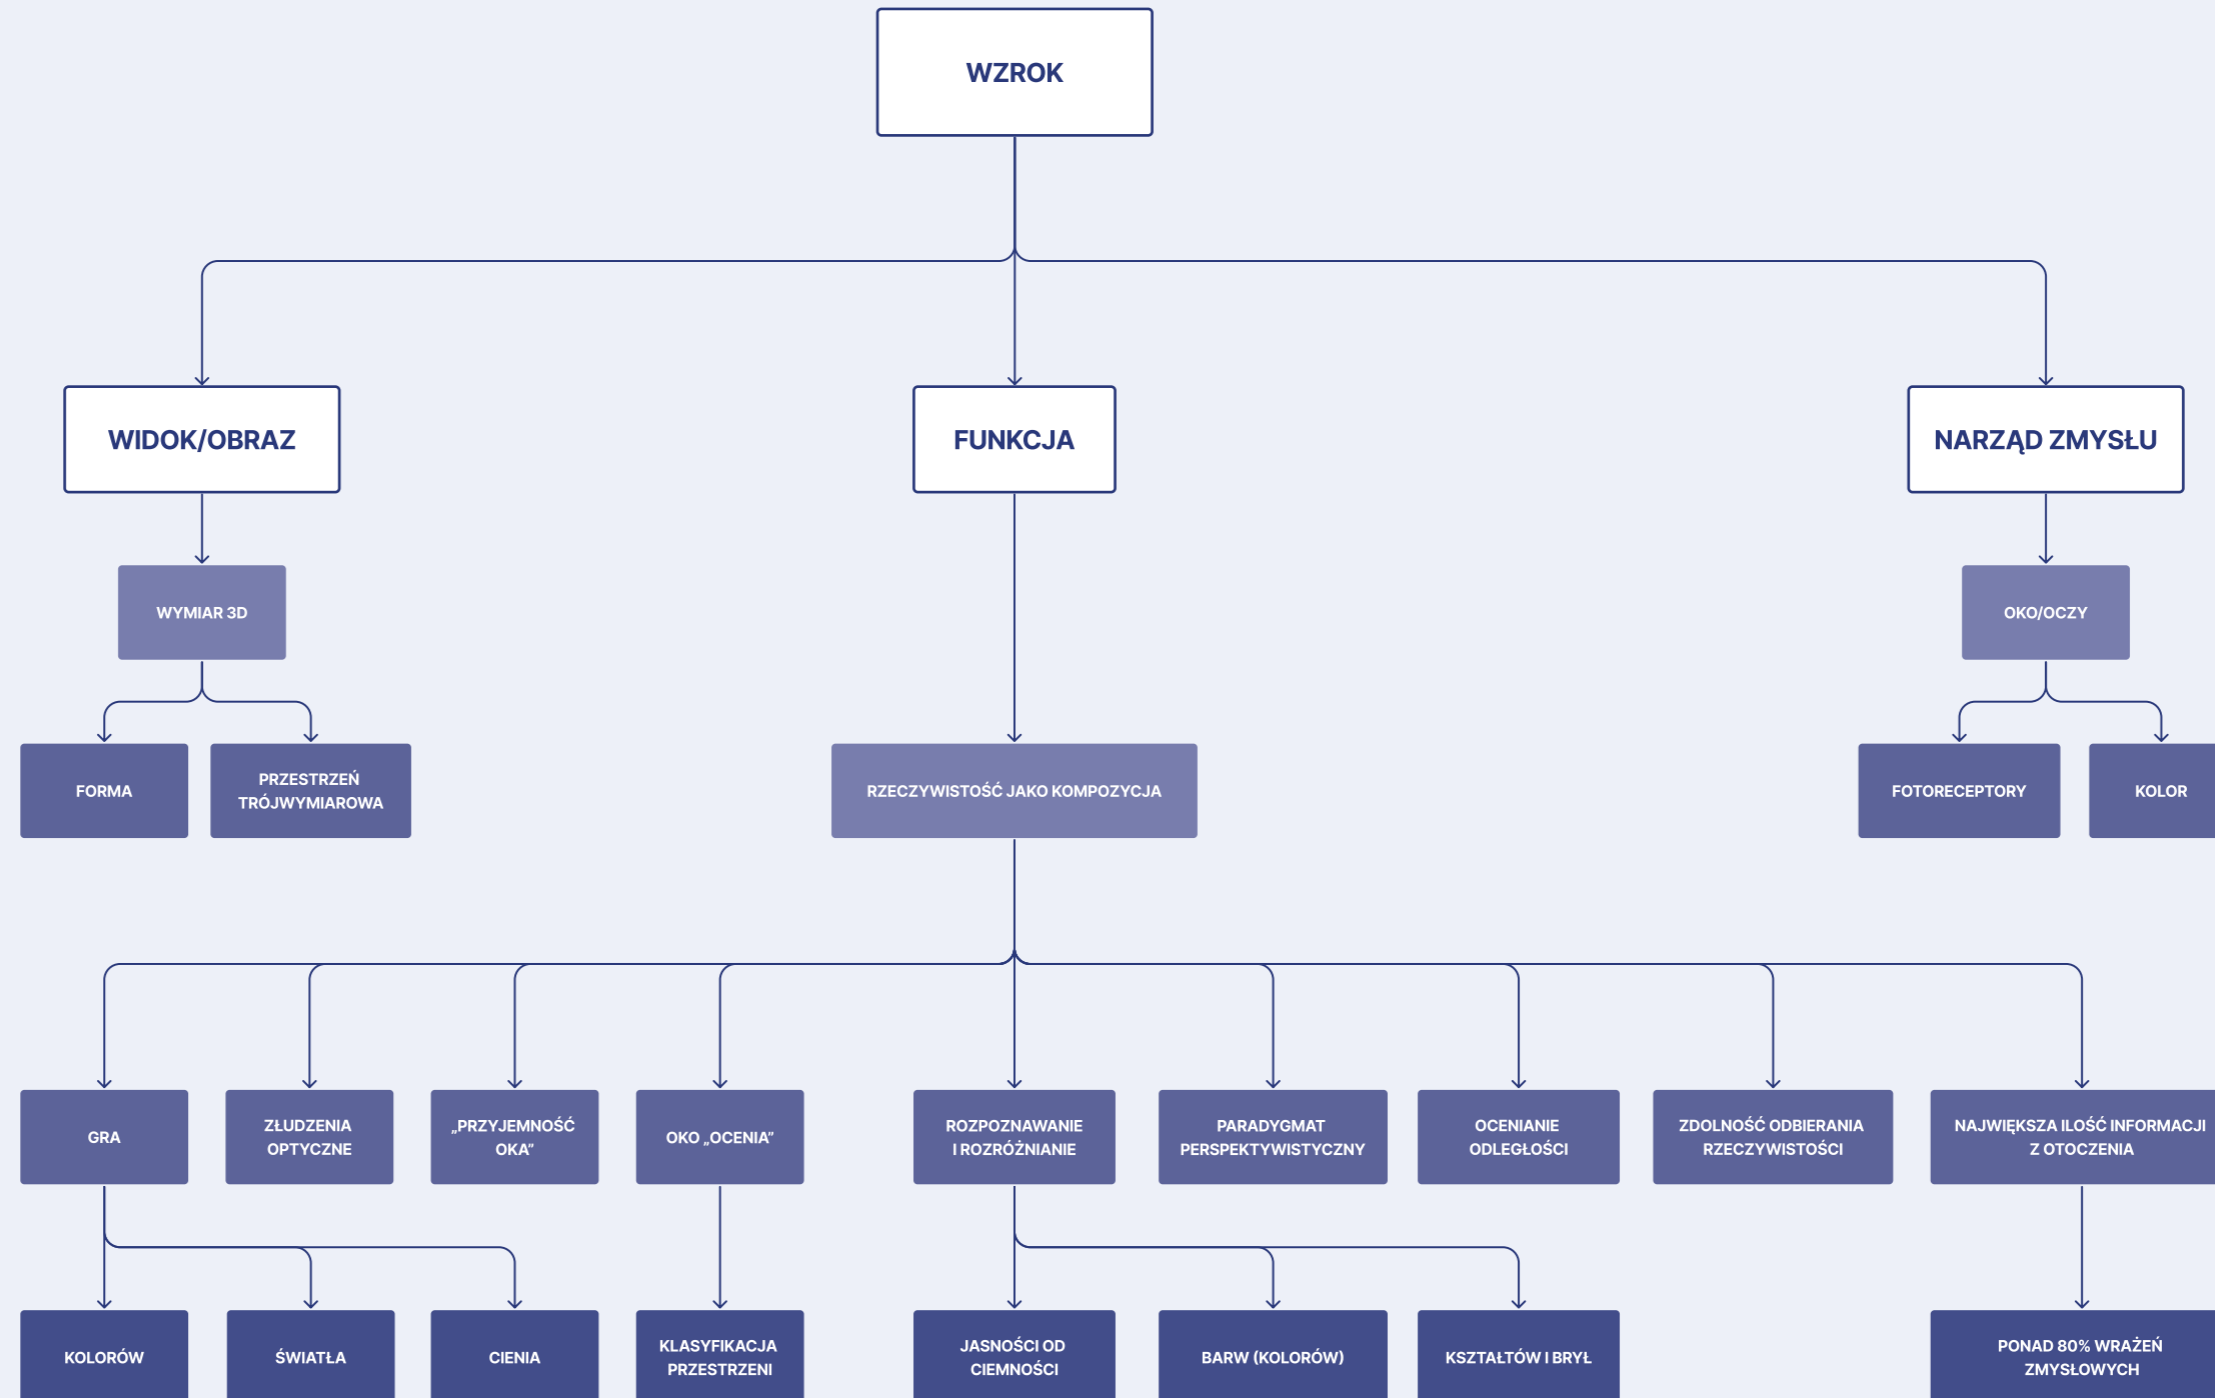 WZROK
WIDOK/OBRAZ
FUNKCJA
NARZĄD ZMYSŁU
WYMIAR 3D
OKO/OCZY
FORMA
PRZESTRZEŃ
TRÓJWYMIAROWA
RZECZYWISTOŚĆ JAKO KOMPOZYCJA
FOTORECEPTORY
KOLOR
GRA
ZŁUDZENIA
OPTYCZNE
„PRZYJEMNOŚĆ
OKA”
OKO „OCENIA”
ROZPOZNAWANIE
I ROZRÓŻNIANIE
PARADYGMAT
PERSPEKTYWISTYCZNY
OCENIANIE
ODLEGŁOŚCI
ZDOLNOŚĆ ODBIERANIA
RZECZYWISTOŚCI
NAJWIĘKSZA ILOŚĆ INFORMACJI
Z OTOCZENIA
KOLORÓW
ŚWIATŁA
CIENIA
KLASYFIKACJA
PRZESTRZENI
JASNOŚCI OD
CIEMNOŚCI
BARW (KOLORÓW)
KSZTAŁTÓW I BRYŁ
PONAD 80% WRAŻEŃ
ZMYSŁOWYCH